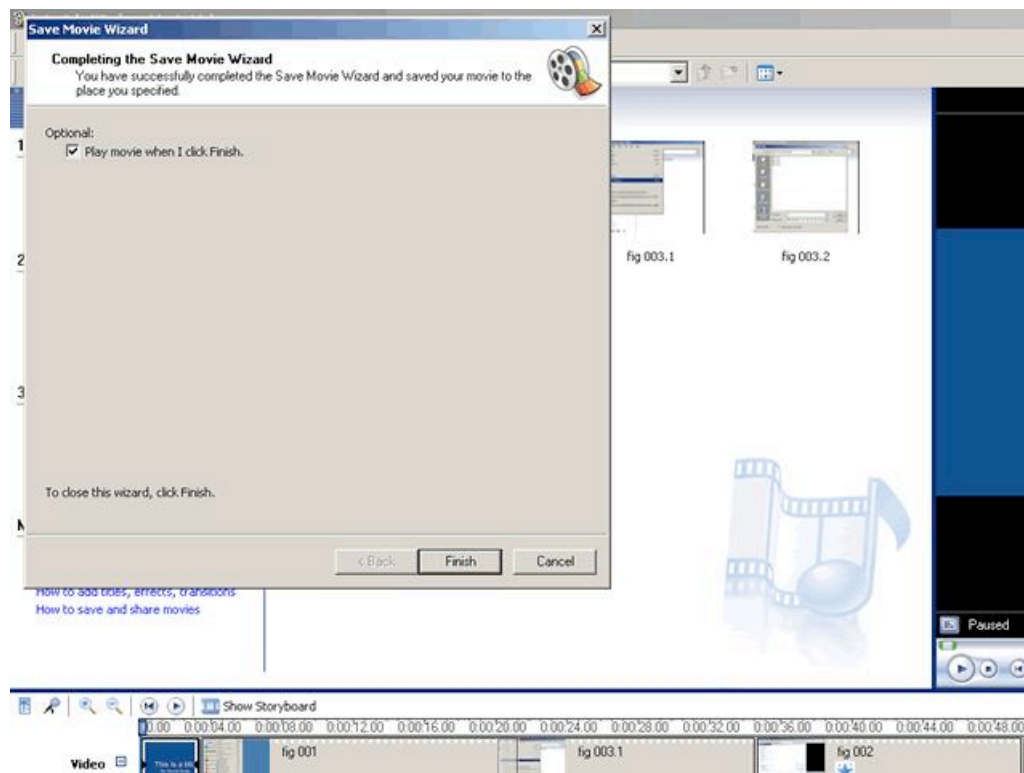 Save Movie Wizard
Completing the Save Movie Wizard
You have successfully completed the Save Movie Wizard and saved your movie to the
place you specified.
Optional:
Play movie when I click Finish.
1
2
3
fig 003.1
fig 003.2
To close this wizard, click Finish.
< Back
Finish
Cancel
How to add titles, effects, transitions
How to save and share movies
Paused
Show Storyboard
0:00:04.00 0:00:08.00 0:00:12.00 0:00:16.00 0:00:20.00 0:00:24.00 0:00:28.00 0:00:32.00 0:00:36.00 0:00:40.00 0:00:44.00 0:00:48.00
Video
This is a
fig 001
fig 003.1
fig 002